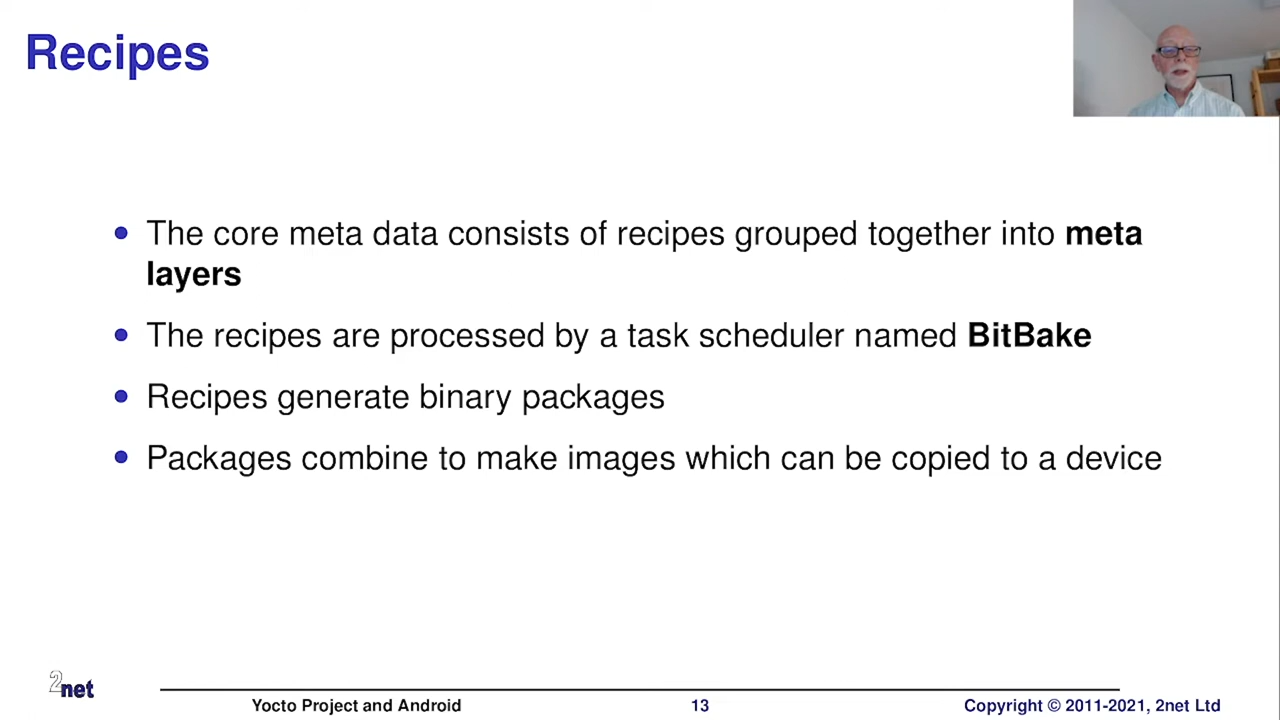 Recipes
The core meta data consists of recipes grouped together into meta
layers
The recipes are processed by a task scheduler named BitBake
Recipes generate binary packages
Packages combine to make images which can be copied to a device
2net
Yocto Project and Android
13
Copyright © 2011-2021, 2net Ltd